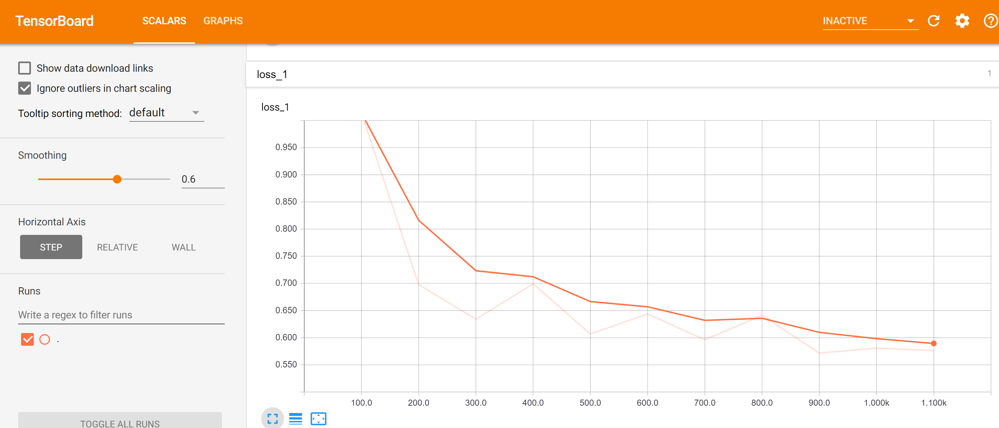 TensorBoard
SCALARS
GRAPHS
INACTIVE
Show data download links
Ignore outliers in chart scaling
Tooltip sorting method: default
Smoothing
0.6
Horizontal Axis
STEP
RELATIVE
WALL
Runs
Write a regex to filter runs
.
TOGGLE ALL RUNS
loss_1
1
loss_1
0.950
0.900
0.850
0.800
0.750
0.700
0.650
0.600
0.550
100.0 200.0 300.0 400.0 500.0 600.0 700.0 800.0 900.0 1.000k 1.100k